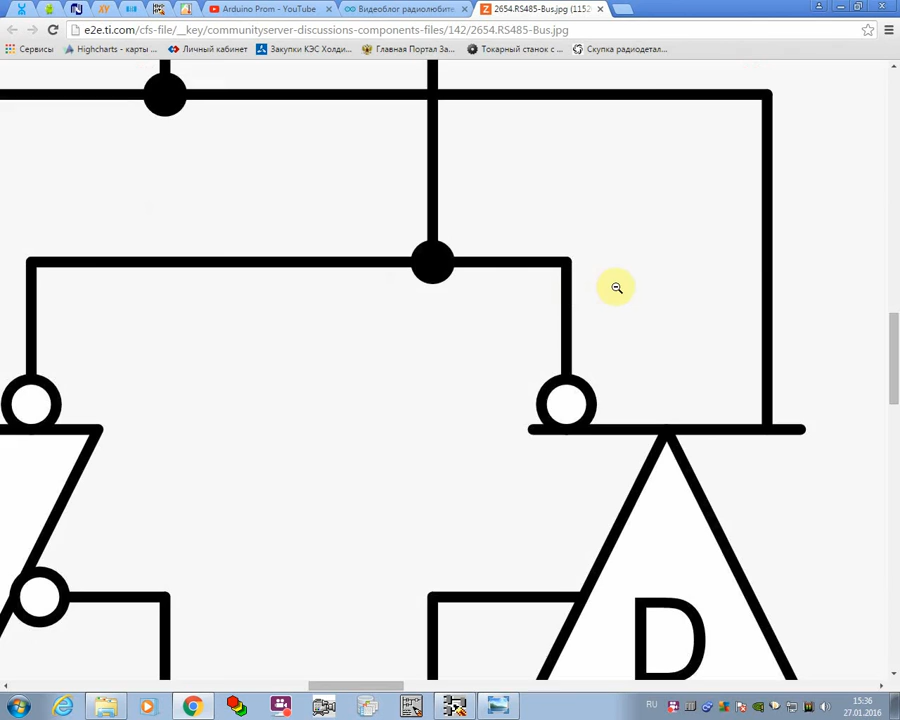 Arduino Prom - YouTube
Видеоблог радиолюбите
2654.RS485-Bus.jpg (115
e2e.ti.com/cfs-file/__key/communityserver-discussions-components-files/142/2654.RS485-Bus.jpg
Сервисы
Highcharts - карты ...
Личный кабинет
Закупки КЭС Холди...
Главная Портал За...
Токарный станок с ...
Скупка радиодетал...
D
RU
15:36
27.01.2016